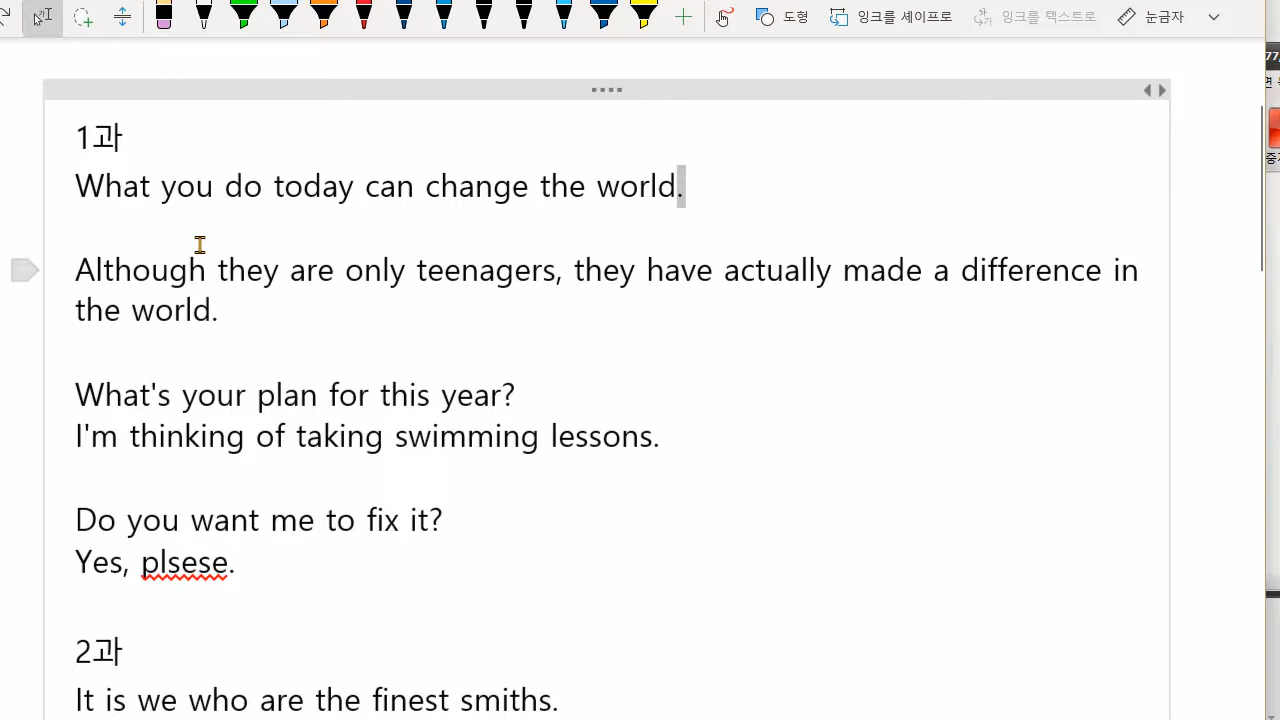 도형
잉크를 셰이프로
잉크를 텍스트로
눈금자
77,
1과
What you do today can change the world.
Although they are only teenagers, they have actually made a difference in
the world.
What's your plan for this year?
I'm thinking of taking swimming lessons.
Do you want me to fix it?
Yes, plsese.
2과
It is we who are the finest smiths.